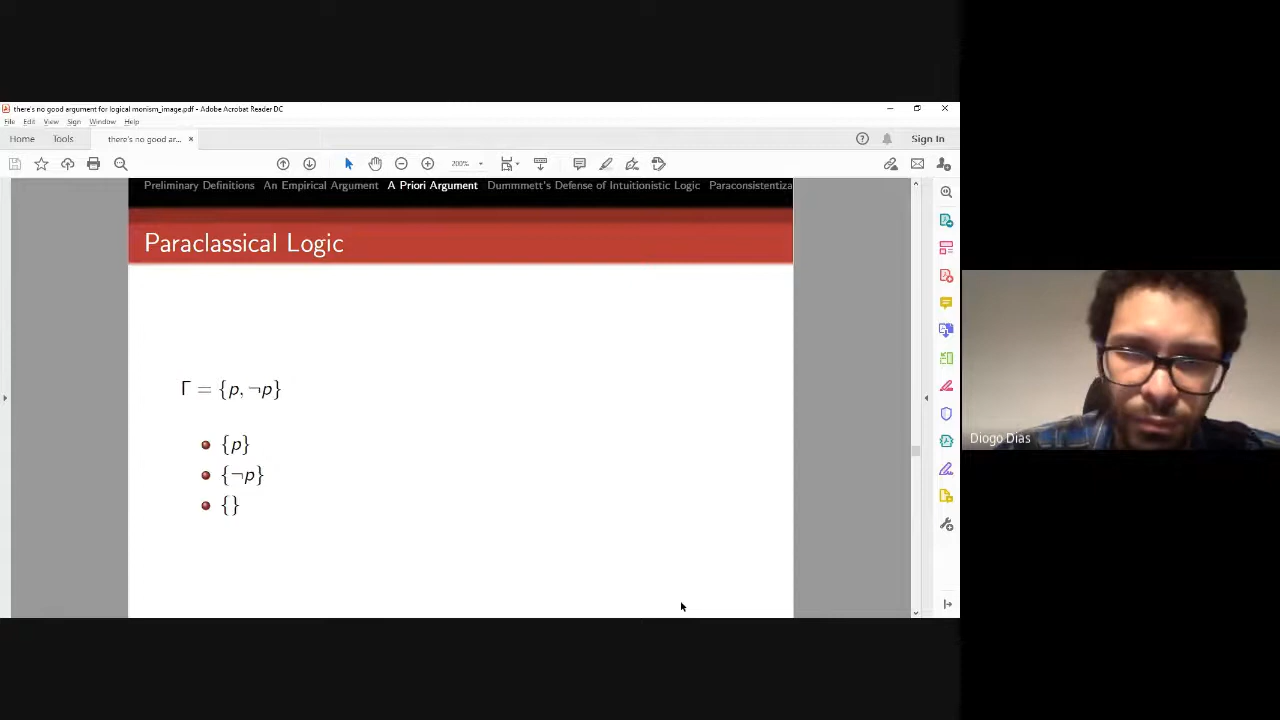 there's no good argument for logical monism_image.pdf - Adobe Acrobat Reader DC
File Edit View Sign Window Help
Home Tools there's no good ar... × Sign In
200%
Preliminary Definitions An Empirical Argument A Priori Argument Dummmett's Defense of Intuitionistic Logic Paraconsistentiza
Paraclassical Logic
Γ = {p, ¬p}
{p}
{¬p}
{}
Diogo Dias